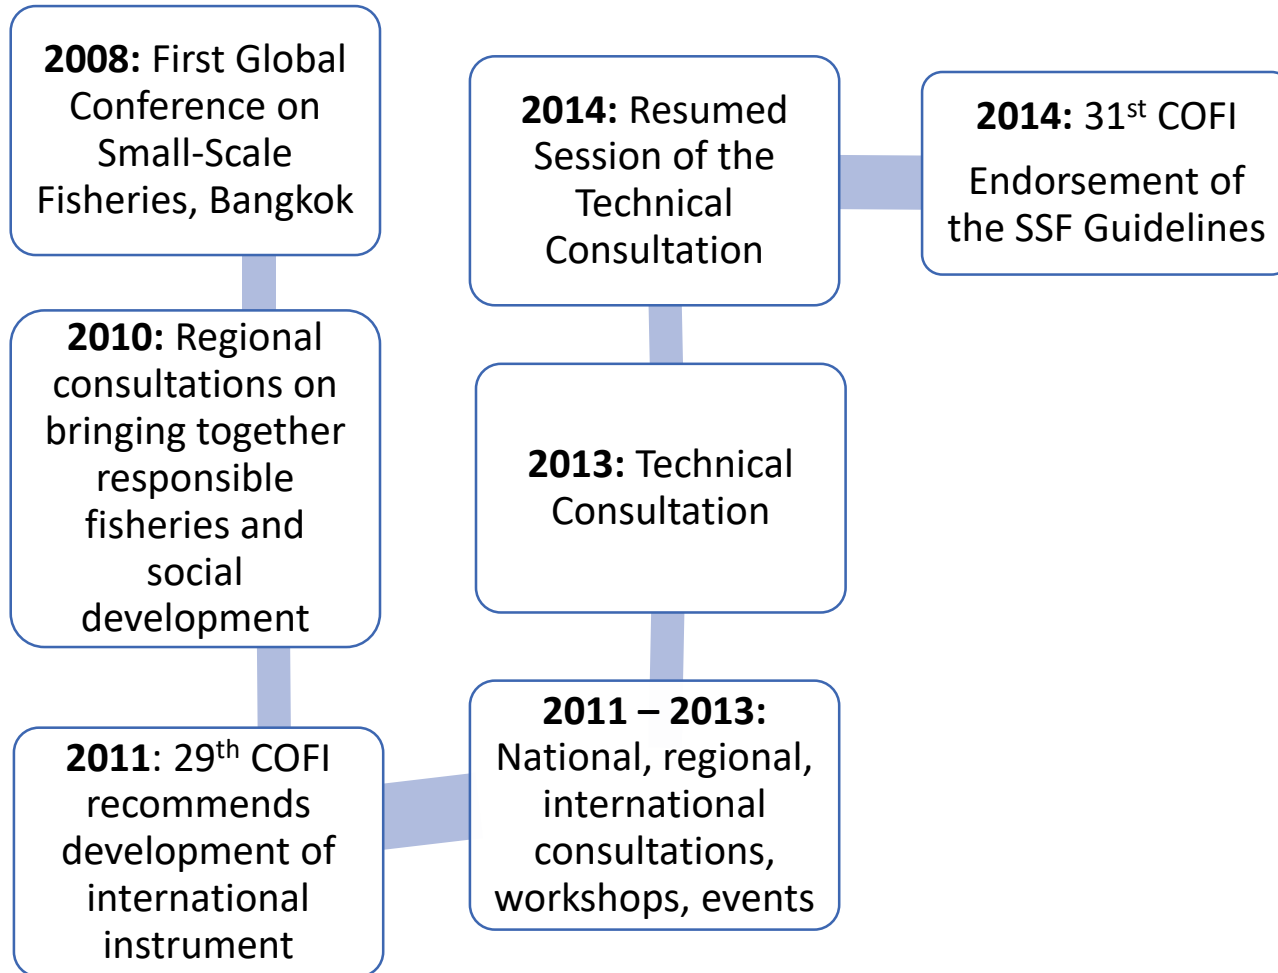 2008: First Global
Conference on
Small-Scale
Fisheries, Bangkok
2010: Regional
consultations on
bringing together
responsible
fisheries and
social
development
2011: 29th COFI
recommends
development of
international
instrument
2011 – 2013:
National, regional,
international
consultations,
workshops, events
2013: Technical
Consultation
2014: Resumed
Session of the
Technical
Consultation
2014: 31st COFI
Endorsement of
the SSF Guidelines